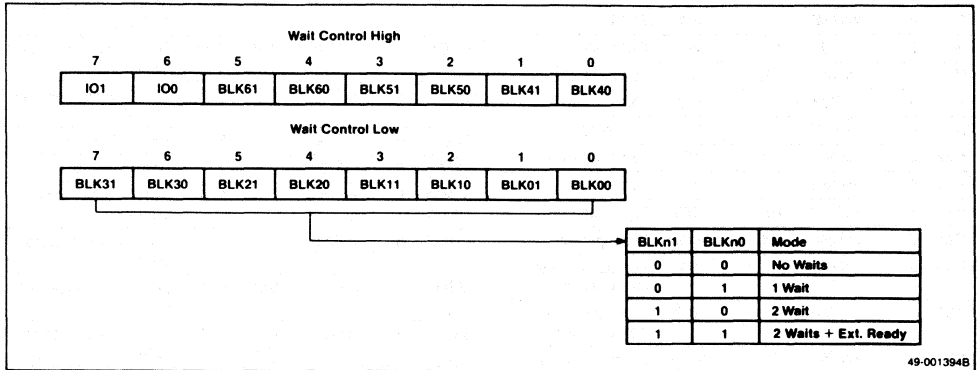 Wait Control High
7 6 5 4 3 2 1 0
IO1 IO0 BLK61 BLK60 BLK51 BLK50 BLK41 BLK40
Wait Control Low
7 6 5 4 3 2 1 0
BLK31 BLK30 BLK21 BLK20 BLK11 BLK10 BLK01 BLK00
BLKn1 BLKn0 Mode
0 0 No Waits
0 1 1 Wait
1 0 2 Wait
1 1 2 Waits + Ext. Ready
49-001394B